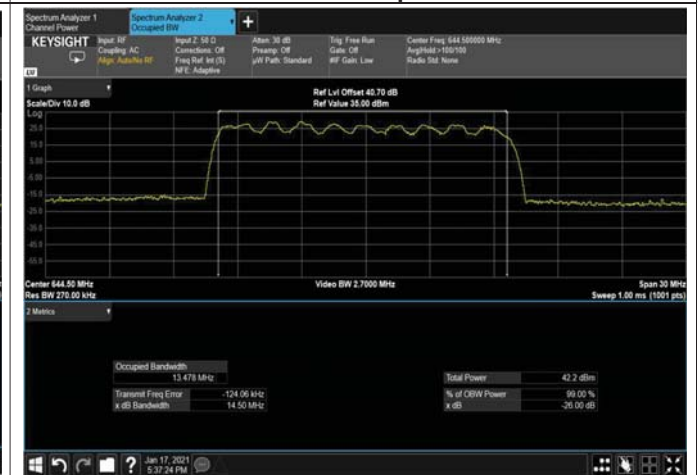 Spectrum Analyzer 1
Channel Power
Spectrum Analyzer 2
Occupied BW
+
KEYSIGHT
Input: RF
Coupling: AC
Align: Auto/No RF
Input Z: 50 Ω
Corrections: Off
Freq Ref: Int (S)
NFE: Adaptive
Atten: 30 dB
Preamp: Off
µW Path: Standard
Trig: Free Run
Gate: Off
#IF Gain: Low
Center Freq: 644.500000 MHz
Avg|Hold:>100/100
Radio Std: None
LV
1 Graph
Scale/Div 10.0 dB
Ref Lvl Offset 40.70 dB
Ref Value 35.00 dBm
Log
25.0
15.0
5.00
-5.00
-15.0
-25.0
-35.0
-45.0
-55.0
Center 644.50 MHz
Res BW 270.00 kHz
Video BW 2.7000 MHz
Span 30 MHz
Sweep 1.00 ms (1001 pts)
2 Metrics
Occupied Bandwidth
13.478 MHz
Transmit Freq Error -124.06 kHz
x dB Bandwidth 14.50 MHz
Total Power 42.2 dBm
% of OBW Power 99.00 %
x dB -26.00 dB
?
Jan 17, 2021
5:37:24 PM